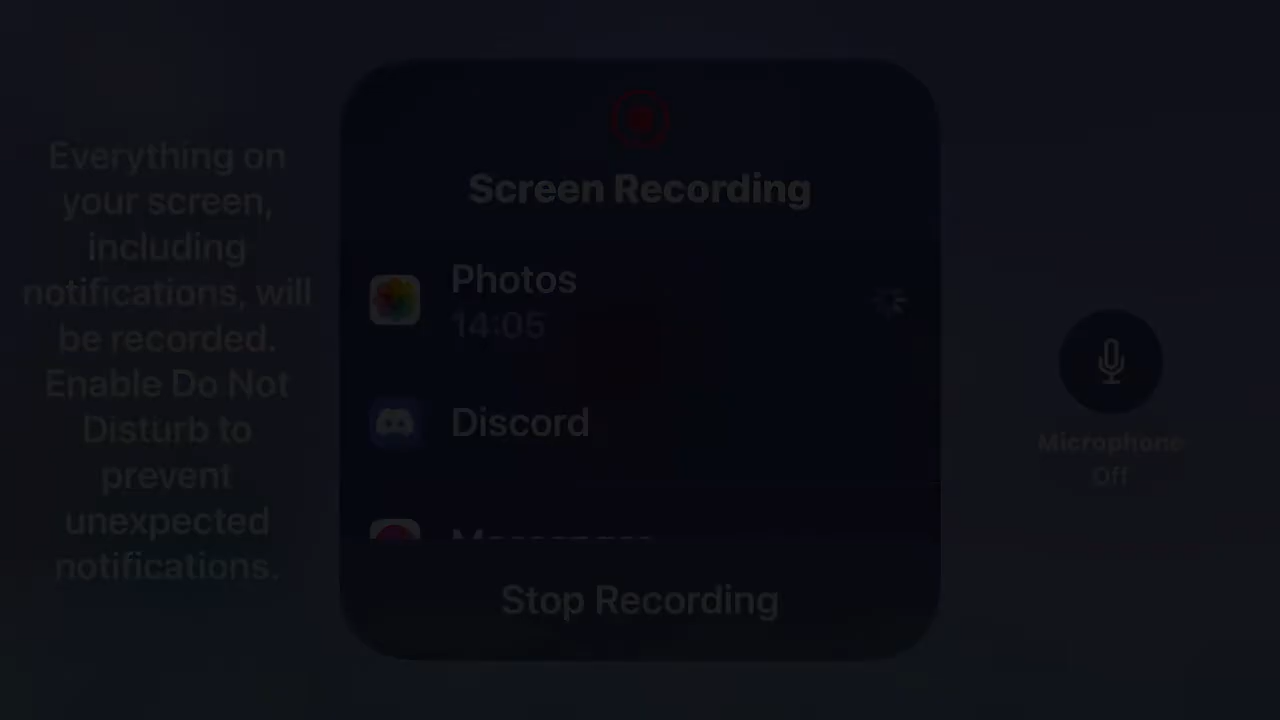 Everything on
your screen,
including
notifications, will
be recorded.
Enable Do Not
Disturb to
prevent
unexpected
notifications.
Screen Recording
Photos
14:05
Discord
Messenger
Stop Recording
Microphone
Off